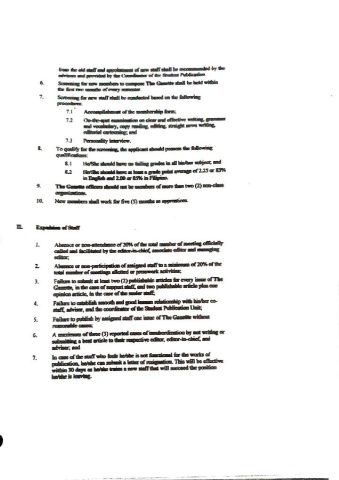 from the old staff and appointment of new staff shall be recommended by the
adviser and provided by the Coordinator of the Student Publication.
6. Screening for new members to compose The Gazette shall be held within
the first two months of every semester.
7. Screening for new staff shall be conducted based on the following
procedures:
7.1 Accomplishment of the membership form;
7.2 On-the-spot examination on clear and effective writing, grammar
and vocabulary, copy reading, editing, straight news writing,
editorial cartooning; and
7.3 Personality interview.
8. To qualify for the screening, the applicant should possess the following
qualifications:
8.1 He/She should have no failing grades in all his/her subject; and
8.2 He/She should have at least a grade point average of 2.25 or 83%
in English and 2.00 or 85% in Filipino.
9. The Gazette officers should not be members of more than two (2) non-class
organizations.
10. New members shall work for five (5) months as apprentices.
II. Expulsion of Staff
1. Absence or non-attendance of 20% of the total number of meeting officially
called and facilitated by the editor-in-chief, associate editor and managing
editor;
2. Absence or non-participation of assigned staff to a minimum of 20% of the
total number of meetings affected or presswork activities;
3. Failure to submit at least two (2) publishable articles for every issue of The
Gazette, in the case of support staff, and two publishable article plus one
opinion article, in the case of the senior staff;
4. Failure to establish smooth and good human relationship with his/her co-
staff, adviser, and the coordinator of the Student Publication Unit;
5. Failure to publish by assigned staff one issue of The Gazette without
reasonable cause;
6. A maximum of three (3) reported cases of insubordination by not writing or
submitting a beat article to their respective editor, editor-in-chief, and
adviser; and
7. In case of the staff who feels he/she is not functional for the works of
publication, he/she can submit a letter of resignation. This will be effective
within 30 days as he/she trains a new staff that will succeed the position
he/she is leaving.